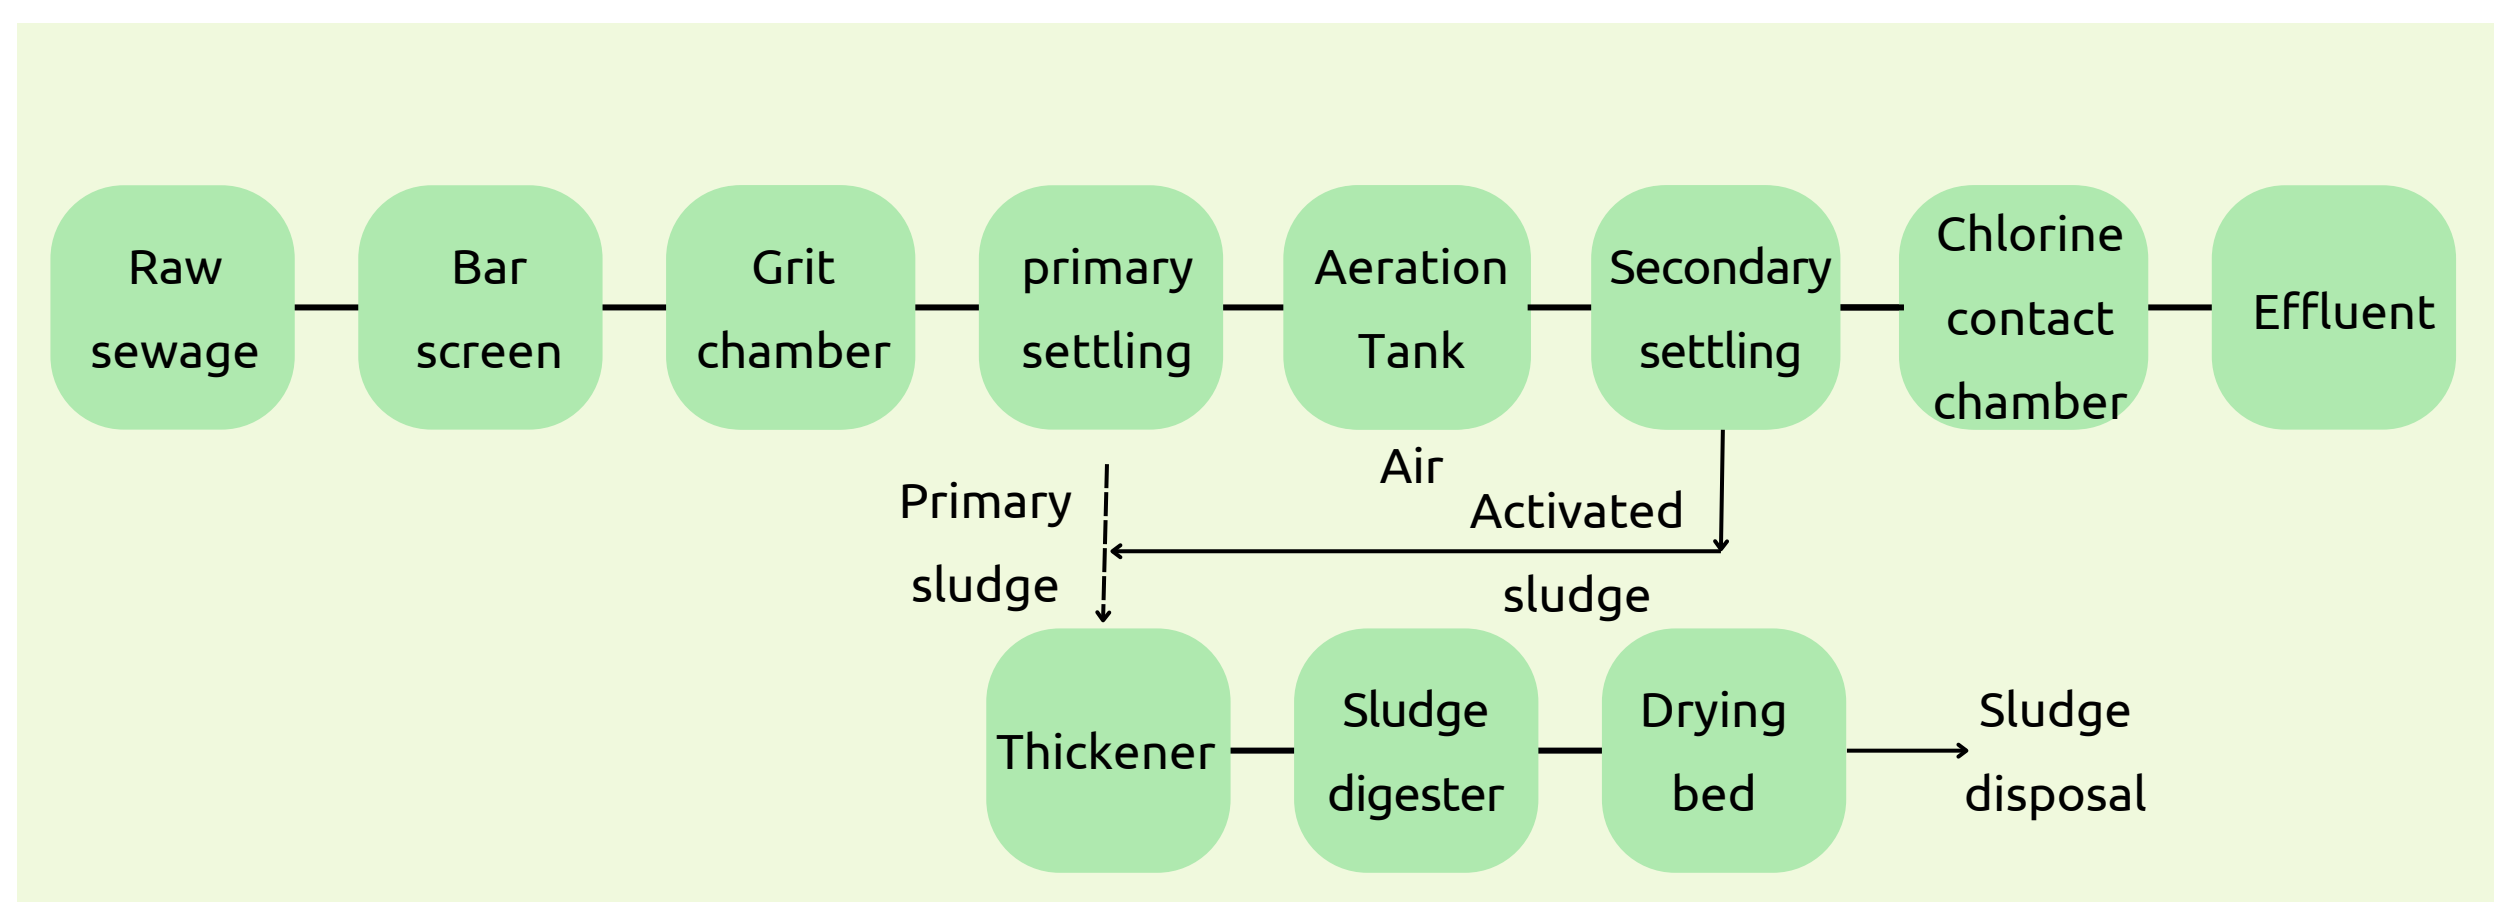 Raw
sewage
Bar
screen
Grit
chamber
primary
settling
Aeration
Tank
Secondary
settling
Chlorine
contact
chamber
Effluent
Primary
sludge
Air
Activated
sludge
Thickener
Sludge
digester
Drying
bed
Sludge
disposal